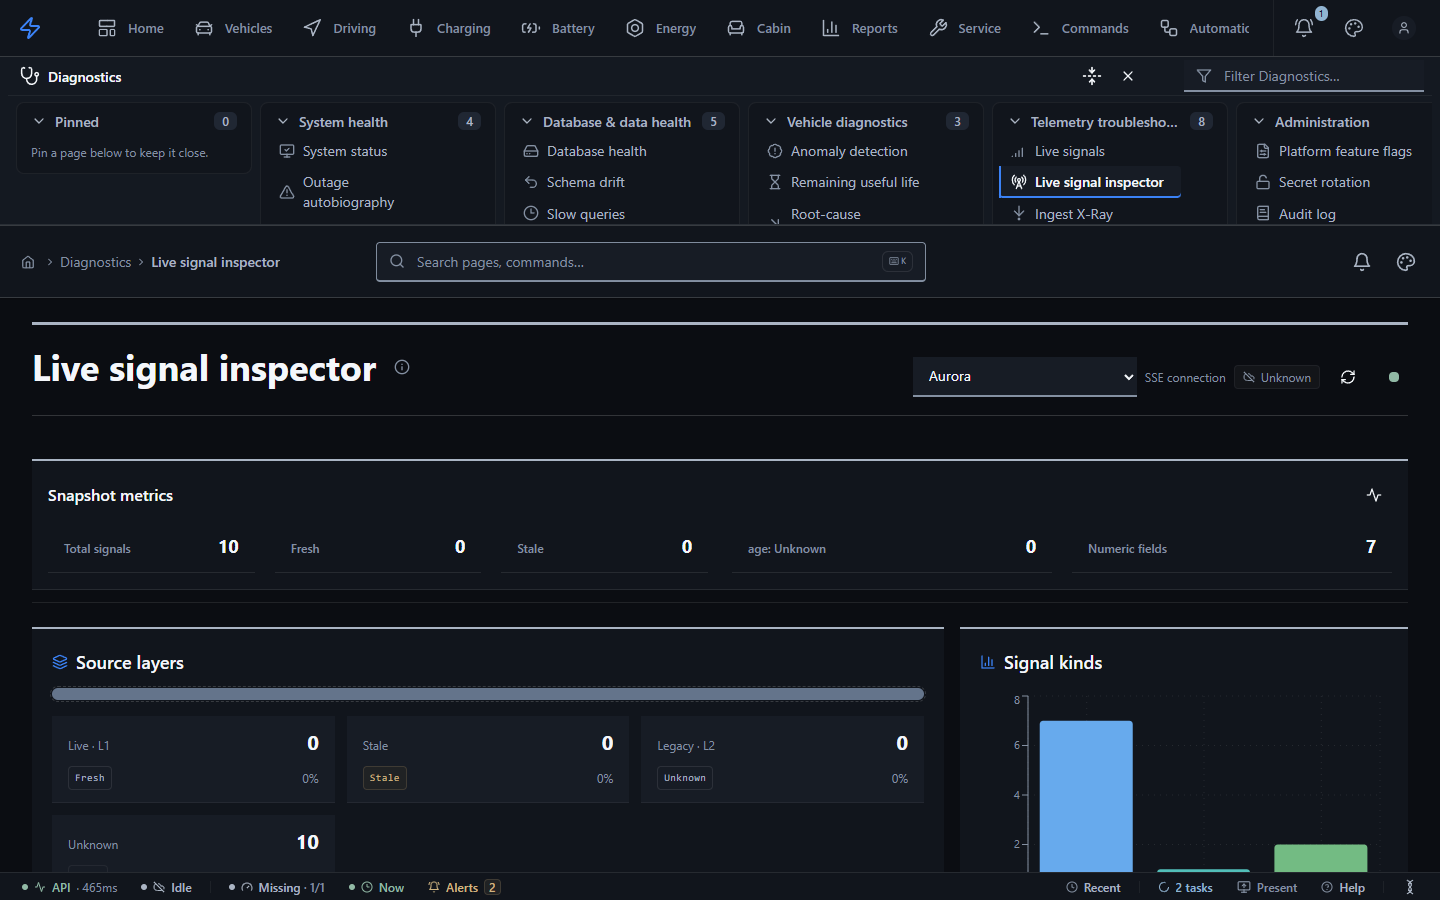 Home
Vehicles
Driving
Charging
Battery
Energy
Cabin
Reports
Service
Commands
Automatic
1
Diagnostics
Filter Diagnostics...
Pinned 0
Pin a page below to keep it close.
System health 4
System status
Outage
autobiography
Database & data health 5
Database health
Schema drift
Slow queries
Vehicle diagnostics 3
Anomaly detection
Remaining useful life
Root-cause
Telemetry troublesho... 8
Live signals
Live signal inspector
Ingest X-Ray
Administration
Platform feature flags
Secret rotation
Audit log
Diagnostics
Live signal inspector
Search pages, commands...
K
Live signal inspector
Aurora
SSE connection
Unknown
Snapshot metrics
Total signals 10
Fresh 0
Stale 0
age: Unknown 0
Numeric fields 7
Source layers
Live · L1 0
Fresh 0%
Stale 0
Stale 0%
Legacy · L2 0
Unknown 0%
Unknown 10
Signal kinds
8
6
4
2
API · 465ms
Idle
Missing · 1/1
Now
Alerts 2
Recent
2 tasks
Present
Help